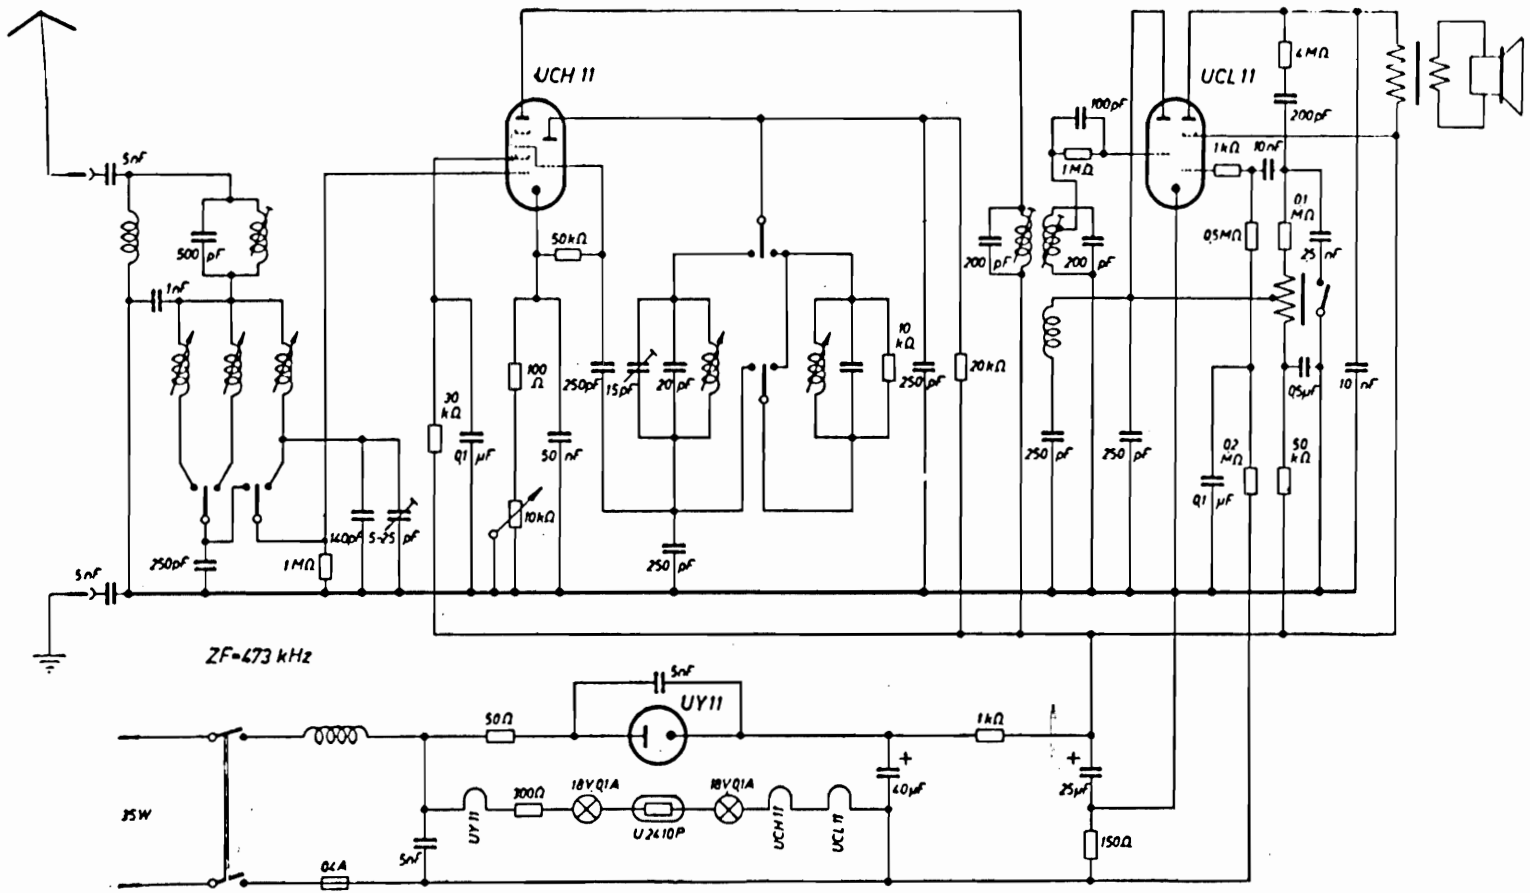 UCH 11
UCL 11
4MΩ
100pF
200pF
5nF
1MΩ
1kΩ
10nF
500 pF
50kΩ
200 pF
200 pF
0,5MΩ
0,1 MΩ
25 nF
1nF
100 Ω
250pF
15pF
20 pF
10 kΩ
250 pF
20kΩ
30 kΩ
0,1 µF
50 nF
10kΩ
250 pF
250 pF
0,2 MΩ
0,1 µF
50 kΩ
0,5µF
10 nF
250pF
1MΩ
140pF
5-25 pF
250 pF
5nF
ZF=473 kHz
5nF
UY11
50Ω
1kΩ
+
40µF
+
25µF
35W
UY11
300Ω
18V 0,1A
U2410P
18V 0,1A
UCH11
UCL11
150Ω
5nF
0,4A